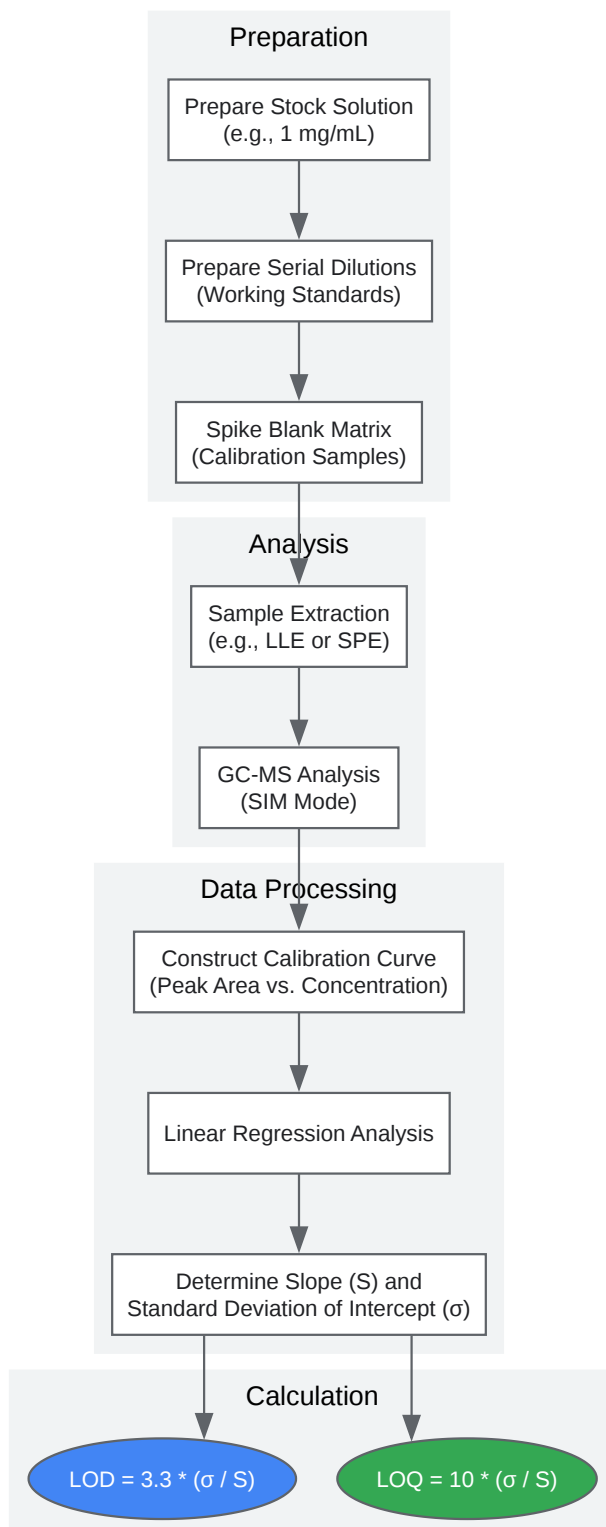 Preparation
Prepare Stock Solution
(e.g., 1 mg/mL)
Prepare Serial Dilutions
(Working Standards)
Spike Blank Matrix
(Calibration Samples)
Analysis
Sample Extraction
(e.g., LLE or SPE)
GC-MS Analysis
(SIM Mode)
Data Processing
Construct Calibration Curve
(Peak Area vs. Concentration)
Linear Regression Analysis
Determine Slope (S) and
Standard Deviation of Intercept (σ)
Calculation
LOD = 3.3 * (σ / S)
LOQ = 10 * (σ / S)